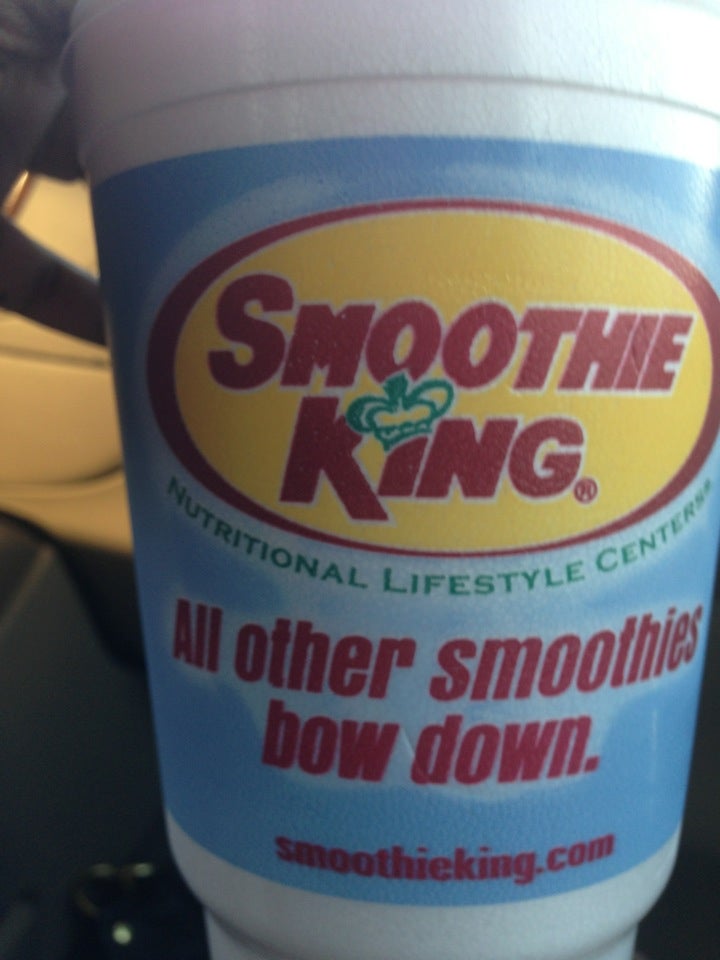 SMOOTHIE
KING®
NUTRITIONAL LIFESTYLE CENTERS®
All other smoothies
bow down.
smoothieking.com